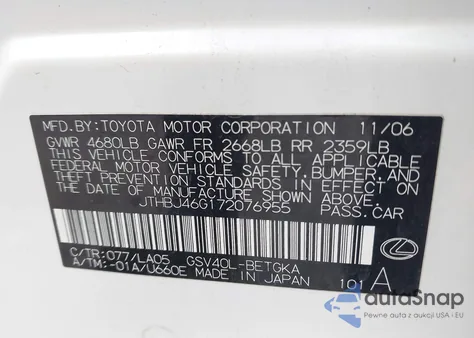 MFD.BY:TOYOTA MOTOR CORPORATION 11/06
GVWR 4680LB GAWR FR 2668LB RR 2359LB
THIS VEHICLE CONFORMS TO ALL APPLICABLE
FEDERAL MOTOR VEHICLE SAFETY, BUMPER, AND
THEFT PREVENTION STANDARDS IN EFFECT ON
THE DATE OF MANUFACTURE SHOWN ABOVE.
JTHBJ46G172076955 PASS.CAR
C/TR:077/LA05 GSV40L-BETGKA
A/TM:-01A/U660E MADE IN JAPAN 101 A
autoSnap
Pewne auta z USA i Europy